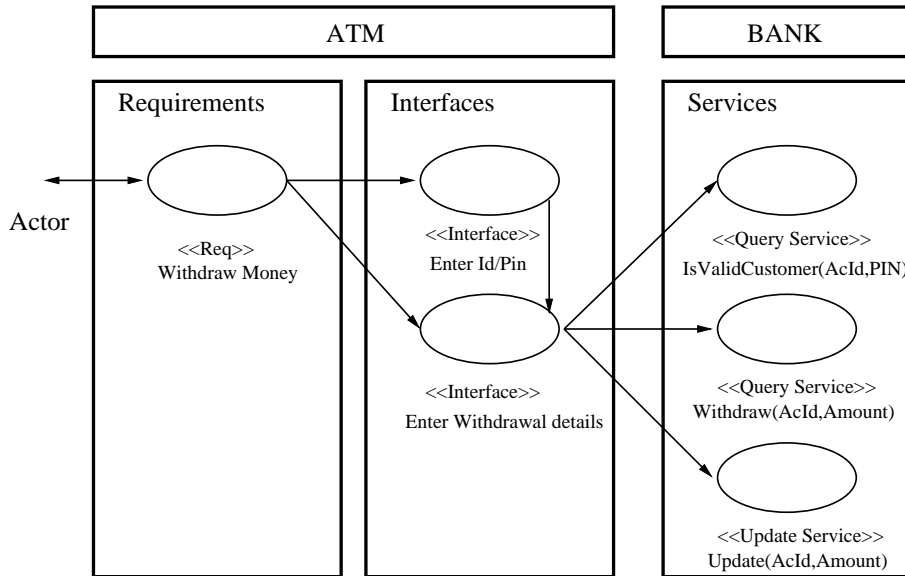 ATM
BANK
Requirements
Interfaces
Services
Actor
<<Req>>
Withdraw Money
<<Interface>>
Enter Id/Pin
<<Interface>>
Enter Withdrawal details
<<Query Service>>
IsValidCustomer(AcId,PIN)
<<Query Service>>
Withdraw(AcId,Amount)
<<Update Service>>
Update(AcId,Amount)